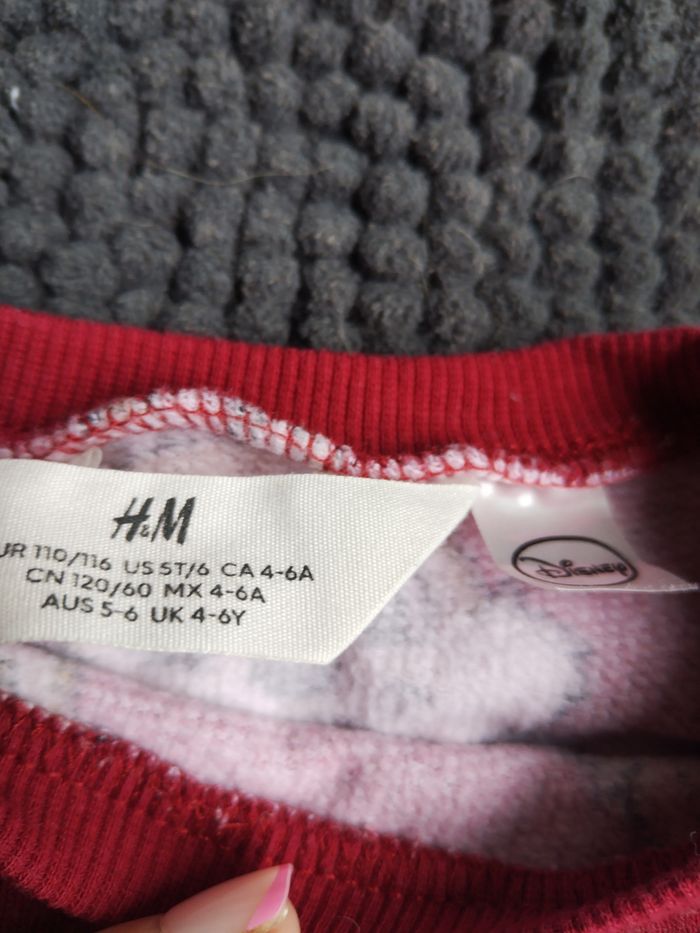 H&M
UR 110/116 US 5T/6 CA 4-6A
CN 120/60 MX 4-6A
AUS 5-6 UK 4-6Y
DISNEY